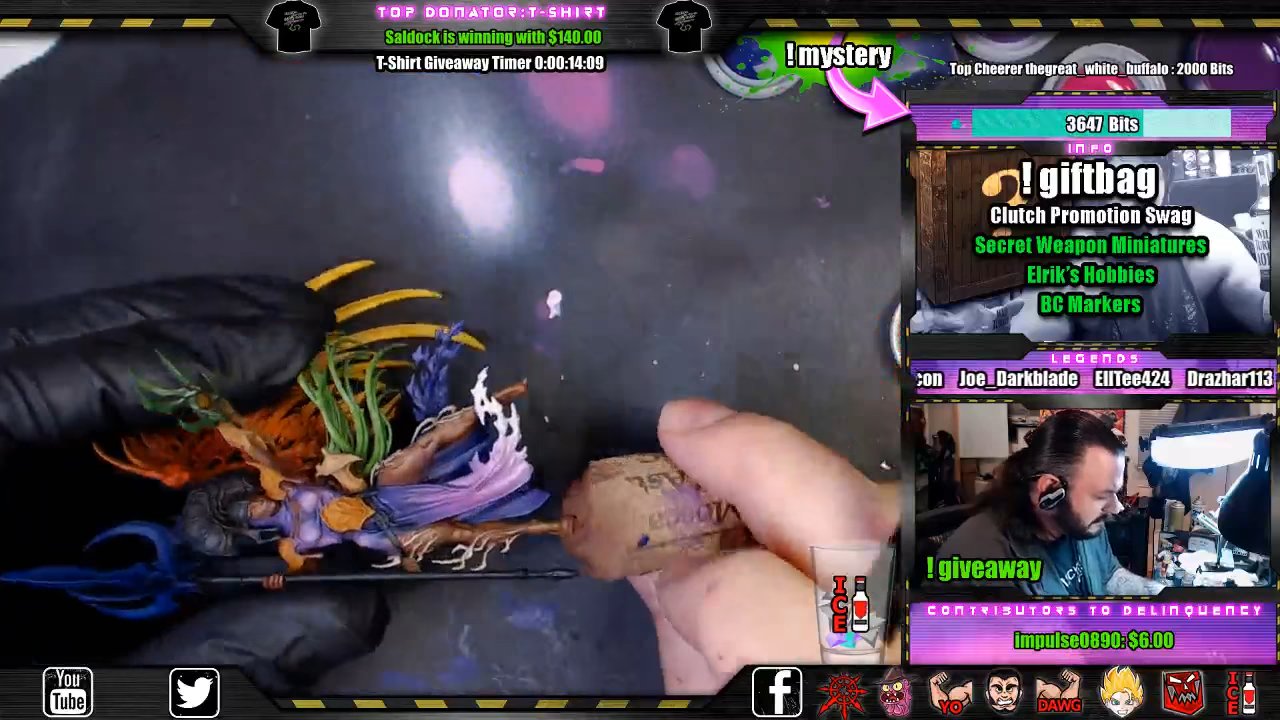 TOP DONATOR:T-SHIRT
Saldock is winning with $140.00
T-Shirt Giveaway Timer 0:00:14:09
! mystery
Top Cheerer thegreat_white_buffalo : 2000 Bits
3647 Bits
INFO
! giftbag
Clutch Promotion Swag
Secret Weapon Miniatures
Elrik's Hobbies
BC Markers
LEGENDS
con Joe_Darkblade EllTee424 Drazhar113
! giveaway
CONTRIBUTORS TO DELINQUENCY
impulse0890: $6.00
ICE
You
Tube
f
YO
DAWG
ICE